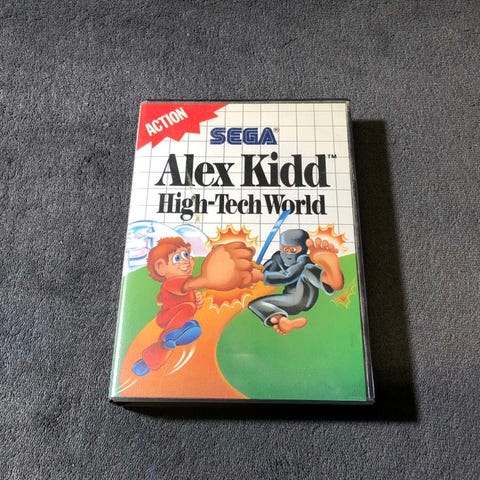 ACTION
SEGA®
Alex Kidd™
High-Tech World